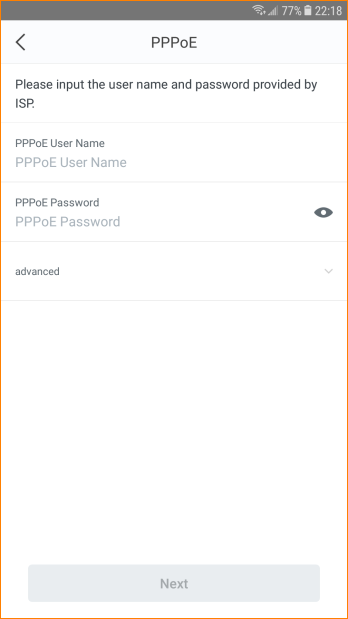 77% 22:18
PPPoE
Please input the user name and password provided by
ISP.
PPPoE User Name
PPPoE User Name
PPPoE Password
PPPoE Password
advanced
Next